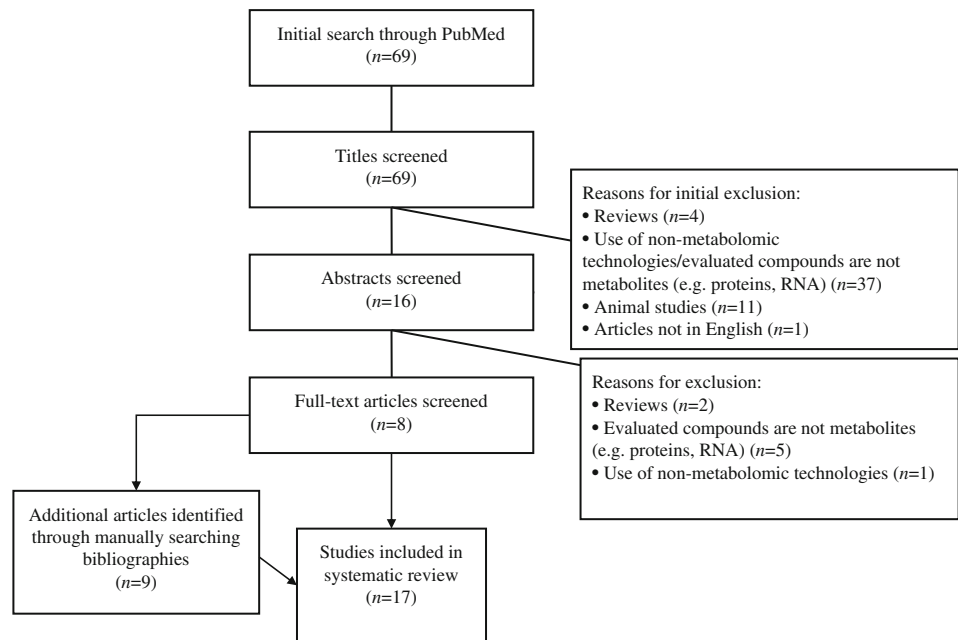 Initial search through PubMed
(n=69)
Titles screened
(n=69)
Reasons for initial exclusion:
• Reviews (n=4)
• Use of non-metabolomic
technologies/evaluated compounds are not
metabolites (e.g. proteins, RNA) (n=37)
• Animal studies (n=11)
• Articles not in English (n=1)
Abstracts screened
(n=16)
Reasons for exclusion:
• Reviews (n=2)
• Evaluated compounds are not metabolites
(e.g. proteins, RNA) (n=5)
• Use of non-metabolomic technologies (n=1)
Full-text articles screened
(n=8)
Additional articles identified
through manually searching
bibliographies
(n=9)
Studies included in
systematic review
(n=17)